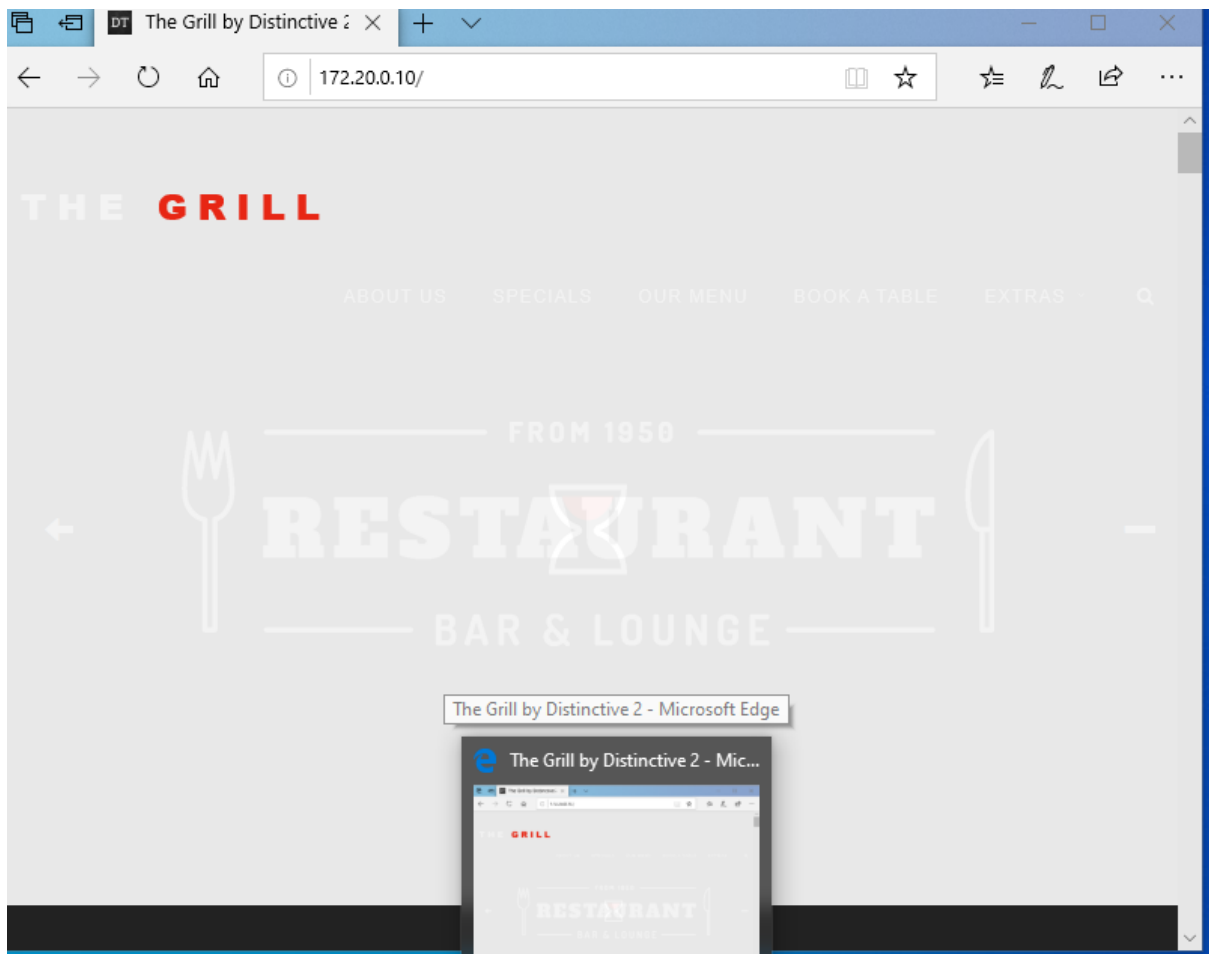 DT The Grill by Distinctive 2
172.20.0.10/
THE GRILL
ABOUT US SPECIALS OUR MENU BOOK A TABLE EXTRAS
FROM 1950
RESTAURANT
BAR & LOUNGE
The Grill by Distinctive 2 - Microsoft Edge
The Grill by Distinctive 2 - Mic...
THE GRILL
RESTAURANT
BAR & LOUNGE